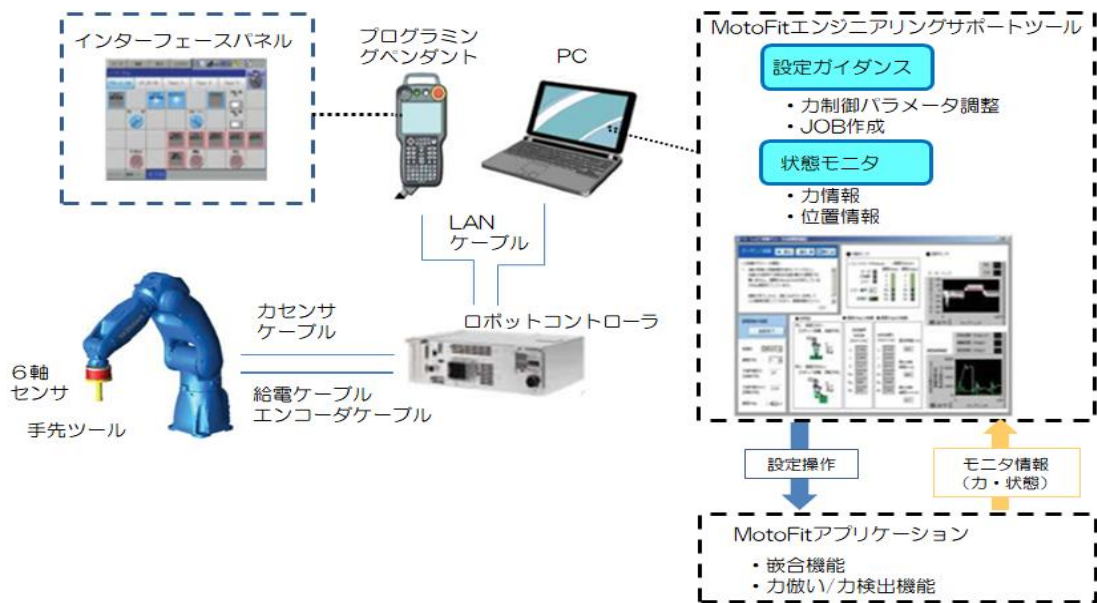 インターフェースパネル
プログラミン
グペンダント
PC
MotoFitエンジニアリングサポートツール
設定ガイダンス
・力制御パラメータ調整
・JOB作成
状態モニタ
・力情報
・位置情報
LAN
ケーブル
力センサ
ケーブル
ロボットコントローラ
6軸
センサ
手先ツール
給電ケーブル
エンコーダケーブル
設定操作
モニタ情報
(力・状態)
MotoFitアプリケーション
・嵌合機能
・力倣い/力検出機能